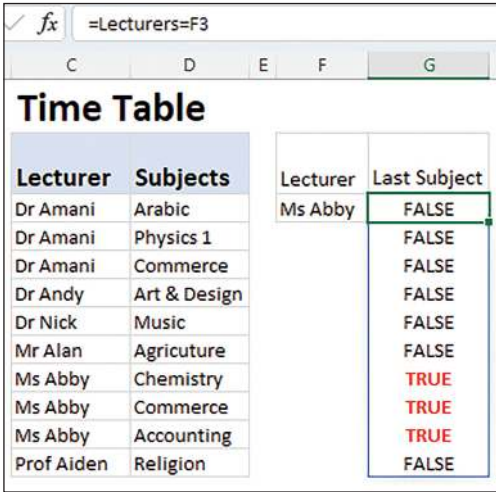 fx =Lecturers=F3
C D E F G
Time Table
Lecturer Subjects Lecturer Last Subject
Dr Amani Arabic Ms Abby FALSE
Dr Amani Physics 1 FALSE
Dr Amani Commerce FALSE
Dr Andy Art & Design FALSE
Dr Nick Music FALSE
Mr Alan Agricuture FALSE
Ms Abby Chemistry TRUE
Ms Abby Commerce TRUE
Ms Abby Accounting TRUE
Prof Aiden Religion FALSE